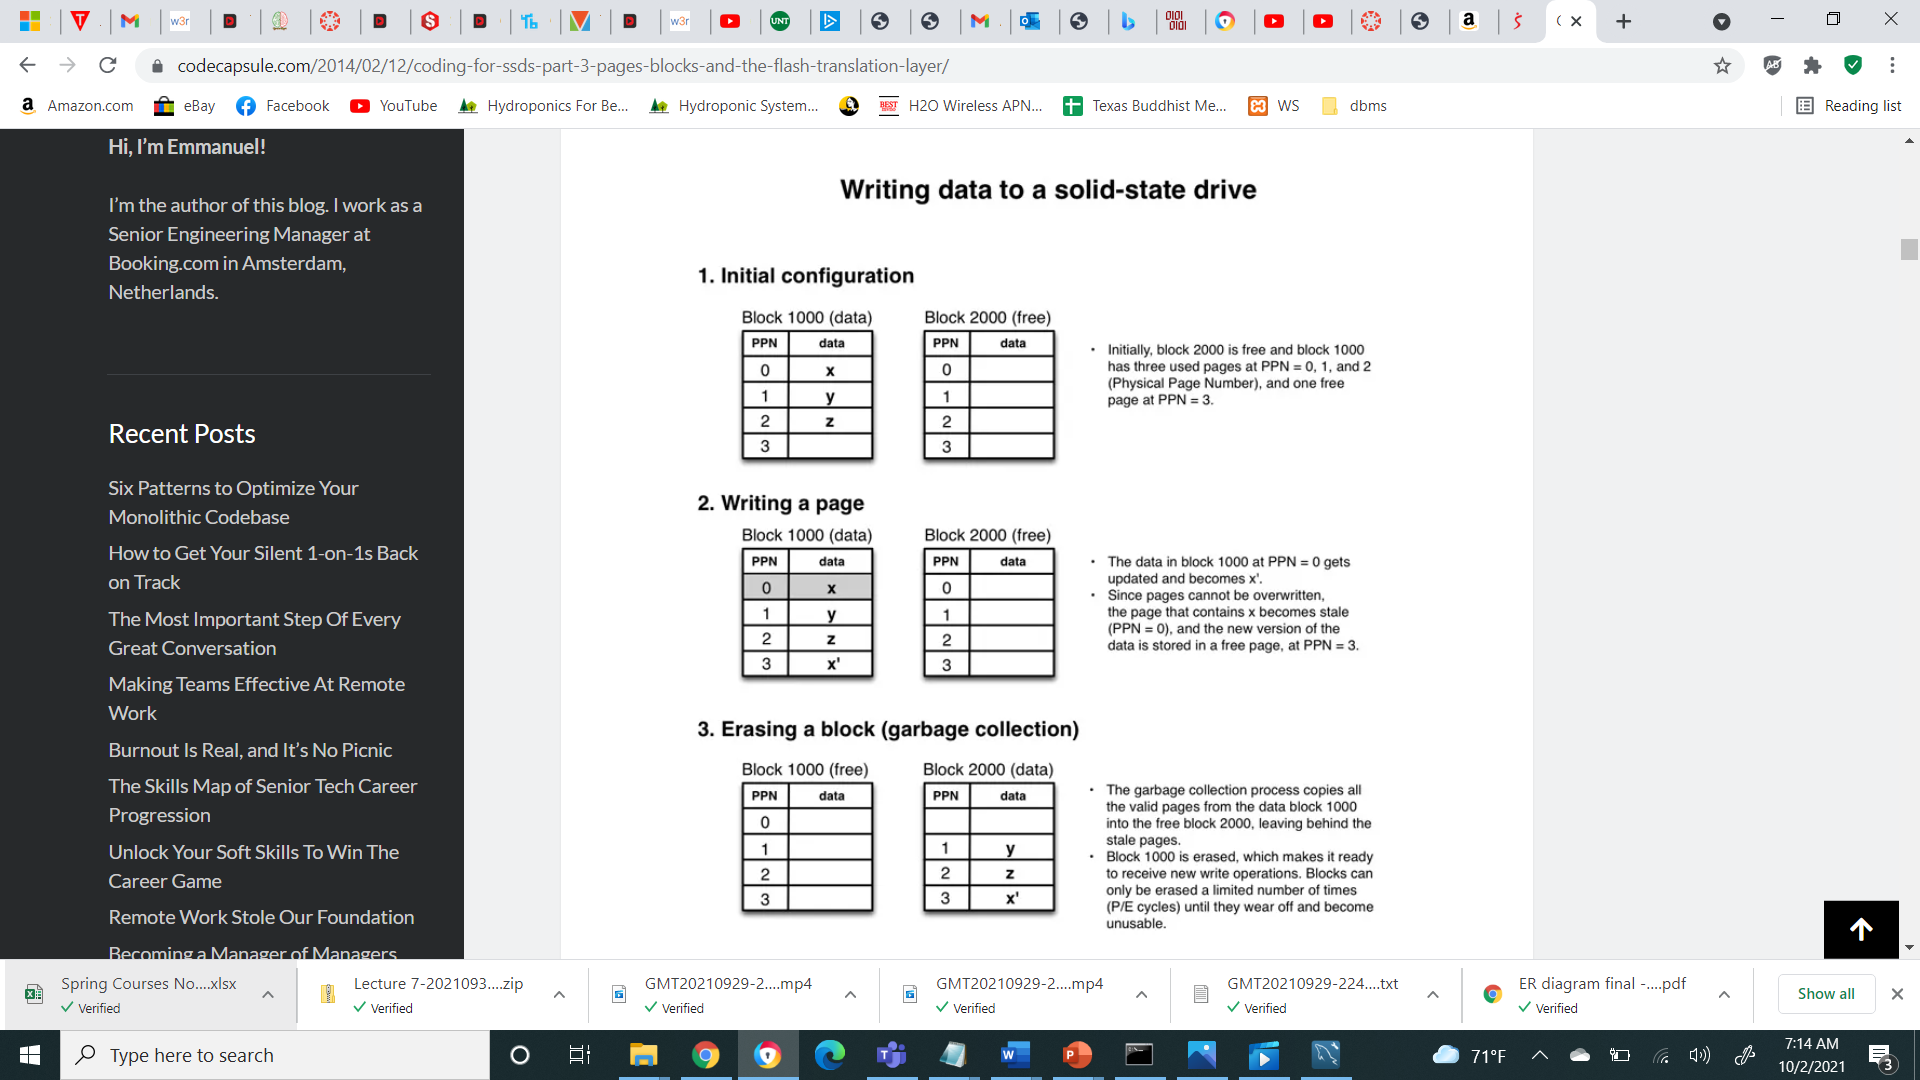 w3r
w3r
UNT
codecapsule.com/2014/02/12/coding-for-ssds-part-3-pages-blocks-and-the-flash-translation-layer/
Amazon.com eBay Facebook YouTube Hydroponics For Be... Hydroponic System... H2O Wireless APN... Texas Buddhist Me... WS dbms Reading list
Hi, I'm Emmanuel!
I'm the author of this blog. I work as a
Senior Engineering Manager at
Booking.com in Amsterdam,
Netherlands.
Recent Posts
Six Patterns to Optimize Your
Monolithic Codebase
How to Get Your Silent 1-on-1s Back
on Track
The Most Important Step Of Every
Great Conversation
Making Teams Effective At Remote
Work
Burnout Is Real, and It's No Picnic
The Skills Map of Senior Tech Career
Progression
Unlock Your Soft Skills To Win The
Career Game
Remote Work Stole Our Foundation
Becoming a Manager of Managers
Writing data to a solid-state drive
1. Initial configuration
Block 1000 (data) Block 2000 (free)
PPN data PPN data
0 x 0
1 y 1
2 z 2
3 3
• Initially, block 2000 is free and block 1000
has three used pages at PPN = 0, 1, and 2
(Physical Page Number), and one free
page at PPN = 3.
2. Writing a page
Block 1000 (data) Block 2000 (free)
PPN data PPN data
0 x 0
1 y 1
2 z 2
3 x' 3
• The data in block 1000 at PPN = 0 gets
updated and becomes x'.
• Since pages cannot be overwritten,
the page that contains x becomes stale
(PPN = 0), and the new version of the
data is stored in a free page, at PPN = 3.
3. Erasing a block (garbage collection)
Block 1000 (free) Block 2000 (data)
PPN data PPN data
0
1 1 y
2 2 z
3 3 x'
• The garbage collection process copies all
the valid pages from the data block 1000
into the free block 2000, leaving behind the
stale pages.
• Block 1000 is erased, which makes it ready
to receive new write operations. Blocks can
only be erased a limited number of times
(P/E cycles) until they wear off and become
unusable.
Spring Courses No....xlsx
Verified
Lecture 7-2021093....zip
Verified
GMT20210929-2....mp4
Verified
GMT20210929-2....mp4
Verified
GMT20210929-224....txt
Verified
ER diagram final -....pdf
Verified
Show all
Type here to search
71°F
7:14 AM
10/2/2021
3